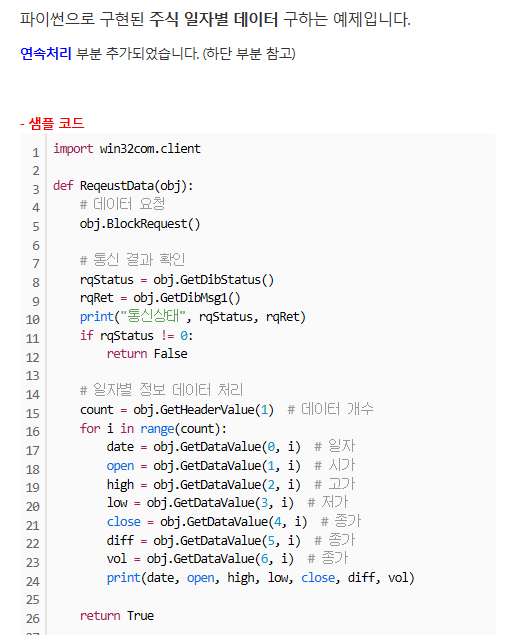 파이썬으로 구현된 주식 일자별 데이터 구하는 예제입니다.
연속처리 부분 추가되었습니다. (하단 부분 참고)
- 샘플 코드
1 import win32com.client
2
3 def ReqeustData(obj):
4     # 데이터 요청
5     obj.BlockRequest()
6
7     # 통신 결과 확인
8     rqStatus = obj.GetDibStatus()
9     rqRet = obj.GetDibMsg1()
10     print("통신상태", rqStatus, rqRet)
11     if rqStatus != 0:
12         return False
13
14     # 일자별 정보 데이터 처리
15     count = obj.GetHeaderValue(1)  # 데이터 개수
16     for i in range(count):
17         date = obj.GetDataValue(0, i)  # 일자
18         open = obj.GetDataValue(1, i)  # 시가
19         high = obj.GetDataValue(2, i)  # 고가
20         low = obj.GetDataValue(3, i)  # 저가
21         close = obj.GetDataValue(4, i)  # 종가
22         diff = obj.GetDataValue(5, i)  # 종가
23         vol = obj.GetDataValue(6, i)  # 종가
24         print(date, open, high, low, close, diff, vol)
25
26     return True